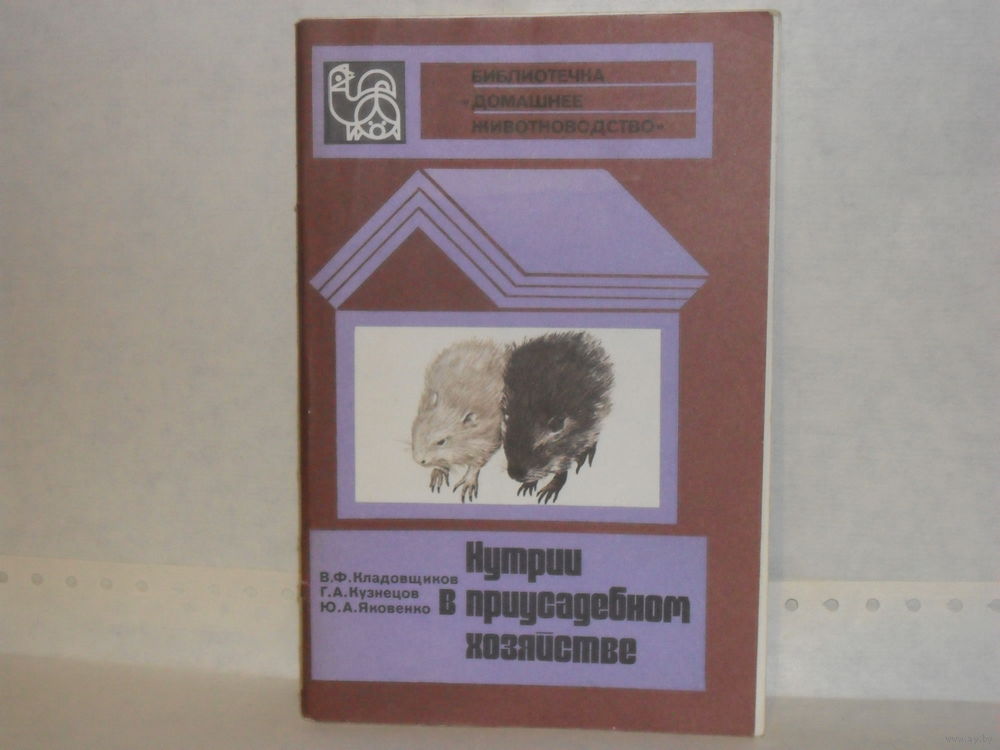 БИБЛИОТЕЧКА
«ДОМАШНЕЕ
ЖИВОТНОВОДСТВО»
В.Ф.Кладовщиков
Г.А.Кузнецов
Ю.А.Яковенко
Нутрии
в приусадебном
хозяйстве